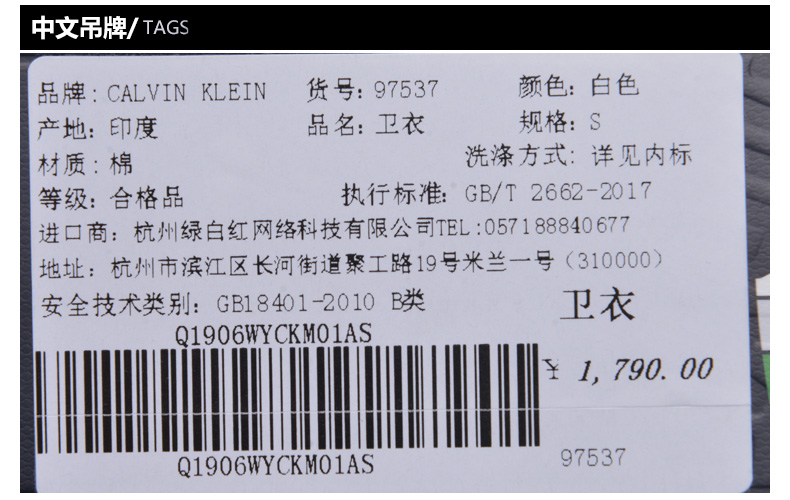 中文吊牌/ TAGS
品牌: CALVIN KLEIN 货号: 97537 颜色: 白色
产地: 印度 品名: 卫衣 规格: S
材质: 棉 洗涤方式: 详见内标
等级: 合格品 执行标准: GB/T 2662-2017
进口商: 杭州绿白红网络科技有限公司TEL:057188840677
地址: 杭州市滨江区长河街道聚工路19号米兰一号（310000）
安全技术类别: GB18401-2010 B类
卫衣
Q1906WYCKM01AS
¥ 1,790.00
Q1906WYCKM01AS
97537